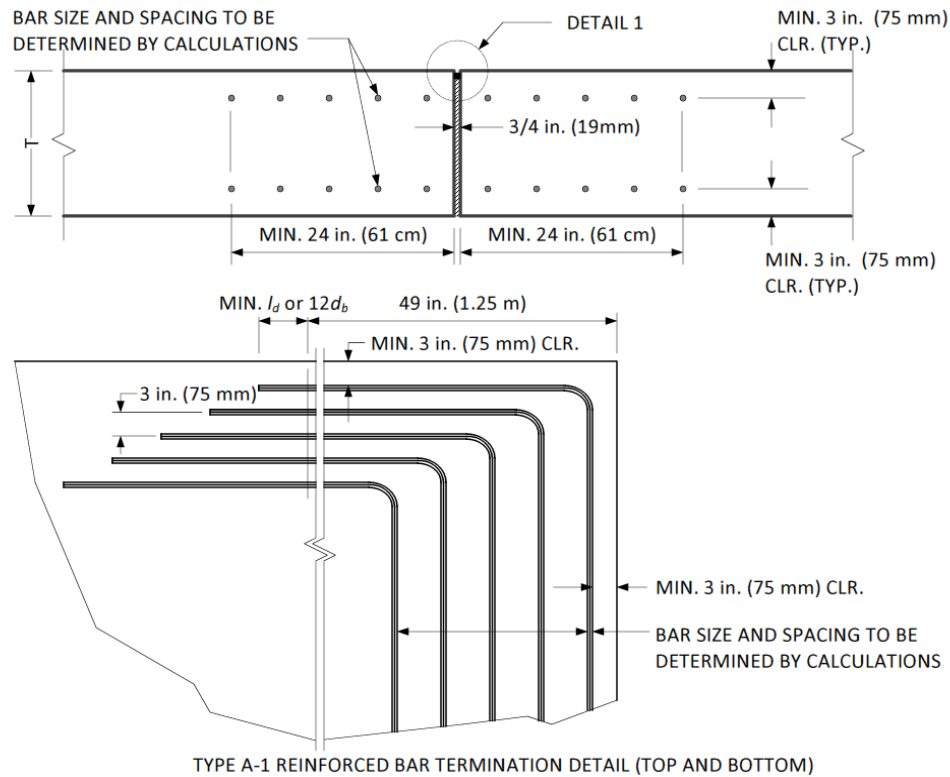 BAR SIZE AND SPACING TO BE
DETERMINED BY CALCULATIONS
DETAIL 1
MIN. 3 in. (75 mm)
CLR. (TYP.)
T
3/4 in. (19mm)
MIN. 24 in. (61 cm)
MIN. 24 in. (61 cm)
MIN. 3 in. (75 mm)
CLR. (TYP.)
MIN. l_d or 12d_b
49 in. (1.25 m)
MIN. 3 in. (75 mm) CLR.
3 in. (75 mm)
MIN. 3 in. (75 mm) CLR.
BAR SIZE AND SPACING TO BE
DETERMINED BY CALCULATIONS
TYPE A-1 REINFORCED BAR TERMINATION DETAIL (TOP AND BOTTOM)